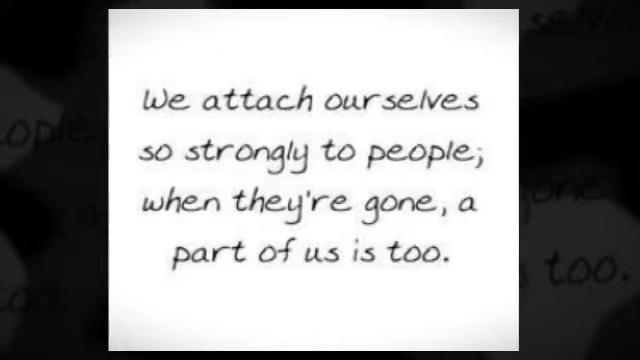 We attach ourselves
so strongly to people;
when they're gone, a
part of us is too.